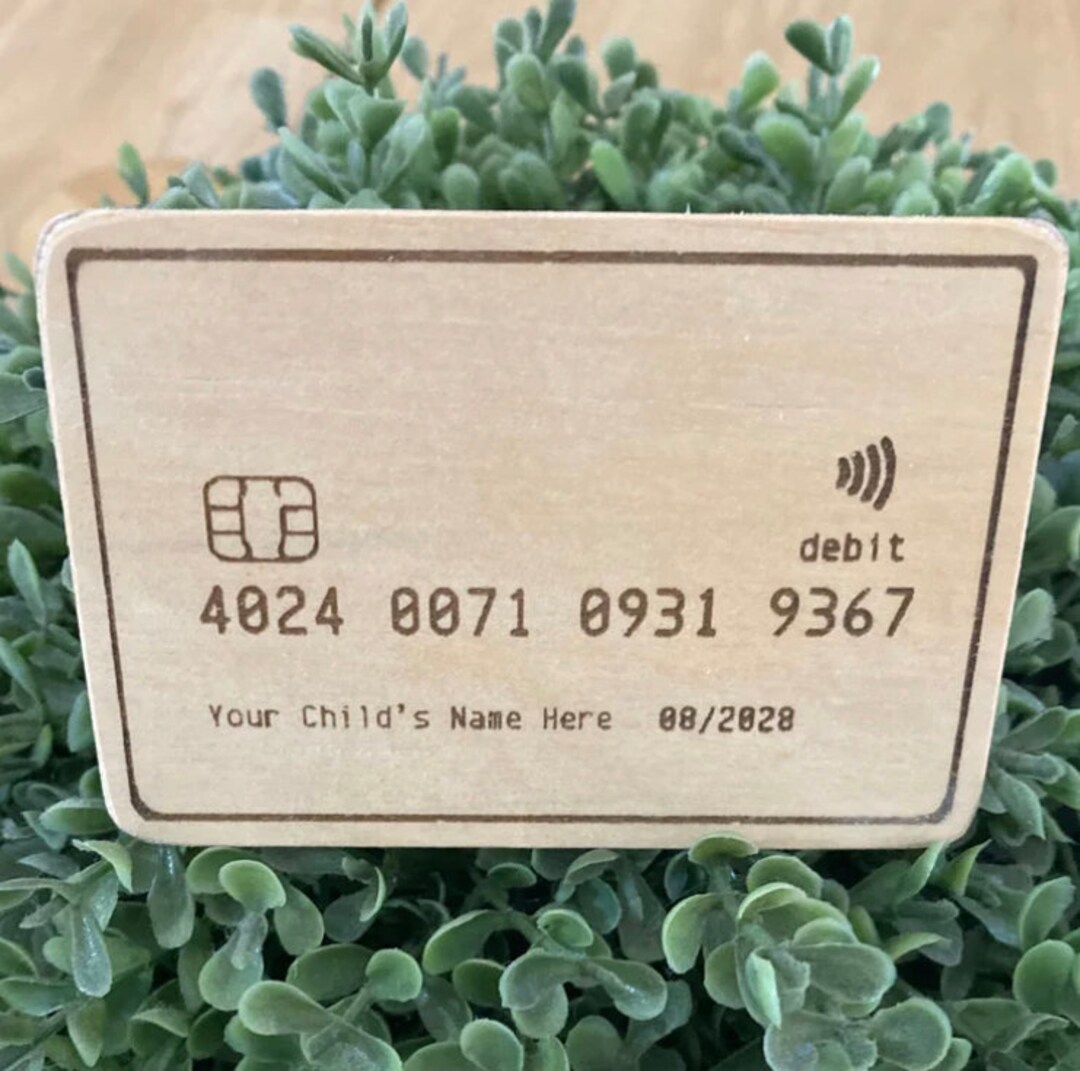 debit
4024 0071 0931 9367
Your Child's Name Here 08/2028